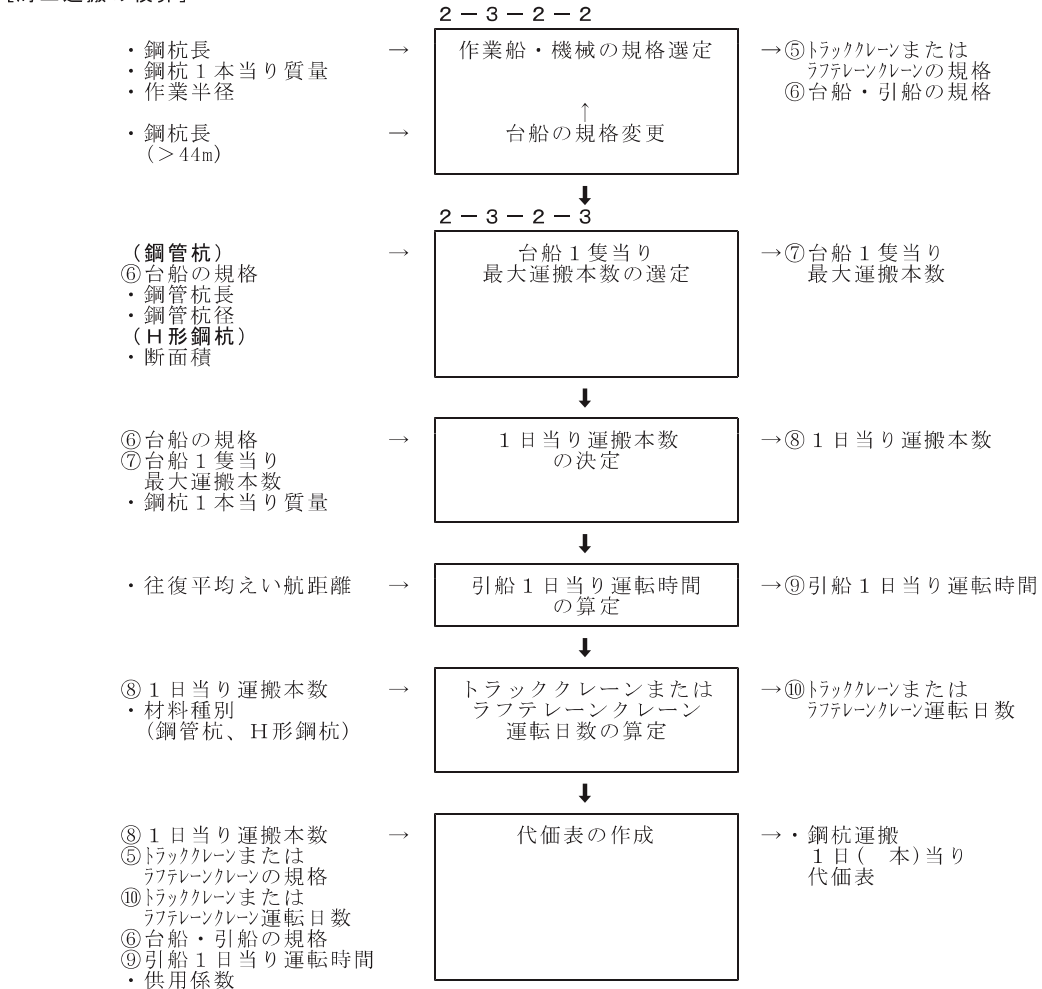 ２－３－２－２
・鋼杭長 → 作業船・機械の規格選定 →⑤ﾄﾗｯｸｸﾚｰﾝまたは
・鋼杭１本当り質量 ﾗﾌﾃﾚｰﾝｸﾚｰﾝの規格
・作業半径 ⑥台船・引船の規格
↑
・鋼杭長 → 台船の規格変更
（＞44m）
⬇
２－３－２－３
（鋼管杭） → 台船１隻当り →⑦台船１隻当り
⑥台船の規格 最大運搬本数の選定 最大運搬本数
・鋼管杭長
・鋼管杭径
（Ｈ形鋼杭）
・断面積
⬇
⑥台船の規格 → １日当り運搬本数 →⑧１日当り運搬本数
⑦台船１隻当り の決定
最大運搬本数
・鋼杭１本当り質量
⬇
・往復平均えい航距離 → 引船１日当り運転時間 →⑨引船１日当り運転時間
の算定
⬇
⑧１日当り運搬本数 → トラッククレーンまたは →⑩ﾄﾗｯｸｸﾚｰﾝまたは
・材料種別 ラフテレーンクレーン ﾗﾌﾃﾚｰﾝｸﾚｰﾝ運転日数
（鋼管杭、Ｈ形鋼杭） 運転日数の算定
⬇
⑧１日当り運搬本数 → 代価表の作成 →・鋼杭運搬
⑤ﾄﾗｯｸｸﾚｰﾝまたは １日(　本)当り
ﾗﾌﾃﾚｰﾝｸﾚｰﾝの規格 代価表
⑩ﾄﾗｯｸｸﾚｰﾝまたは
ﾗﾌﾃﾚｰﾝｸﾚｰﾝ運転日数
⑥台船・引船の規格
⑨引船１日当り運転時間
・供用係数